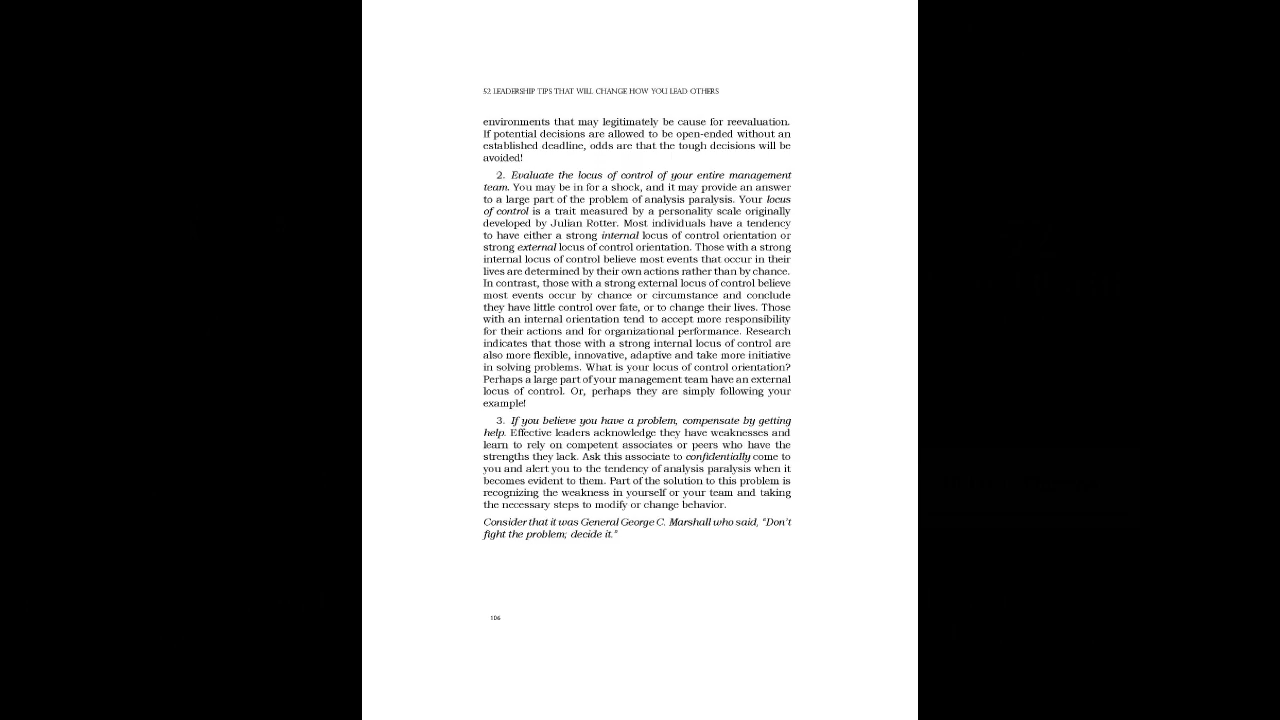 52 LEADERSHIP TIPS THAT WILL CHANGE HOW YOU LEAD OTHERS
environments that may legitimately be cause for reevaluation.
If potential decisions are allowed to be open-ended without an
established deadline, odds are that the tough decisions will be
avoided!
2. Evaluate the locus of control of your entire management
team. You may be in for a shock, and it may provide an answer
to a large part of the problem of analysis paralysis. Your locus
of control is a trait measured by a personality scale originally
developed by Julian Rotter. Most individuals have a tendency
to have either a strong internal locus of control orientation or
strong external locus of control orientation. Those with a strong
internal locus of control believe most events that occur in their
lives are determined by their own actions rather than by chance.
In contrast, those with a strong external locus of control believe
most events occur by chance or circumstance and conclude
they have little control over fate, or to change their lives. Those
with an internal orientation tend to accept more responsibility
for their actions and for organizational performance. Research
indicates that those with a strong internal locus of control are
also more flexible, innovative, adaptive and take more initiative
in solving problems. What is your locus of control orientation?
Perhaps a large part of your management team have an external
locus of control. Or, perhaps they are simply following your
example!
3. If you believe you have a problem, compensate by getting
help. Effective leaders acknowledge they have weaknesses and
learn to rely on competent associates or peers who have the
strengths they lack. Ask this associate to confidentially come to
you and alert you to the tendency of analysis paralysis when it
becomes evident to them. Part of the solution to this problem is
recognizing the weakness in yourself or your team and taking
the necessary steps to modify or change behavior.
Consider that it was General George C. Marshall who said, "Don't
fight the problem; decide it."
106